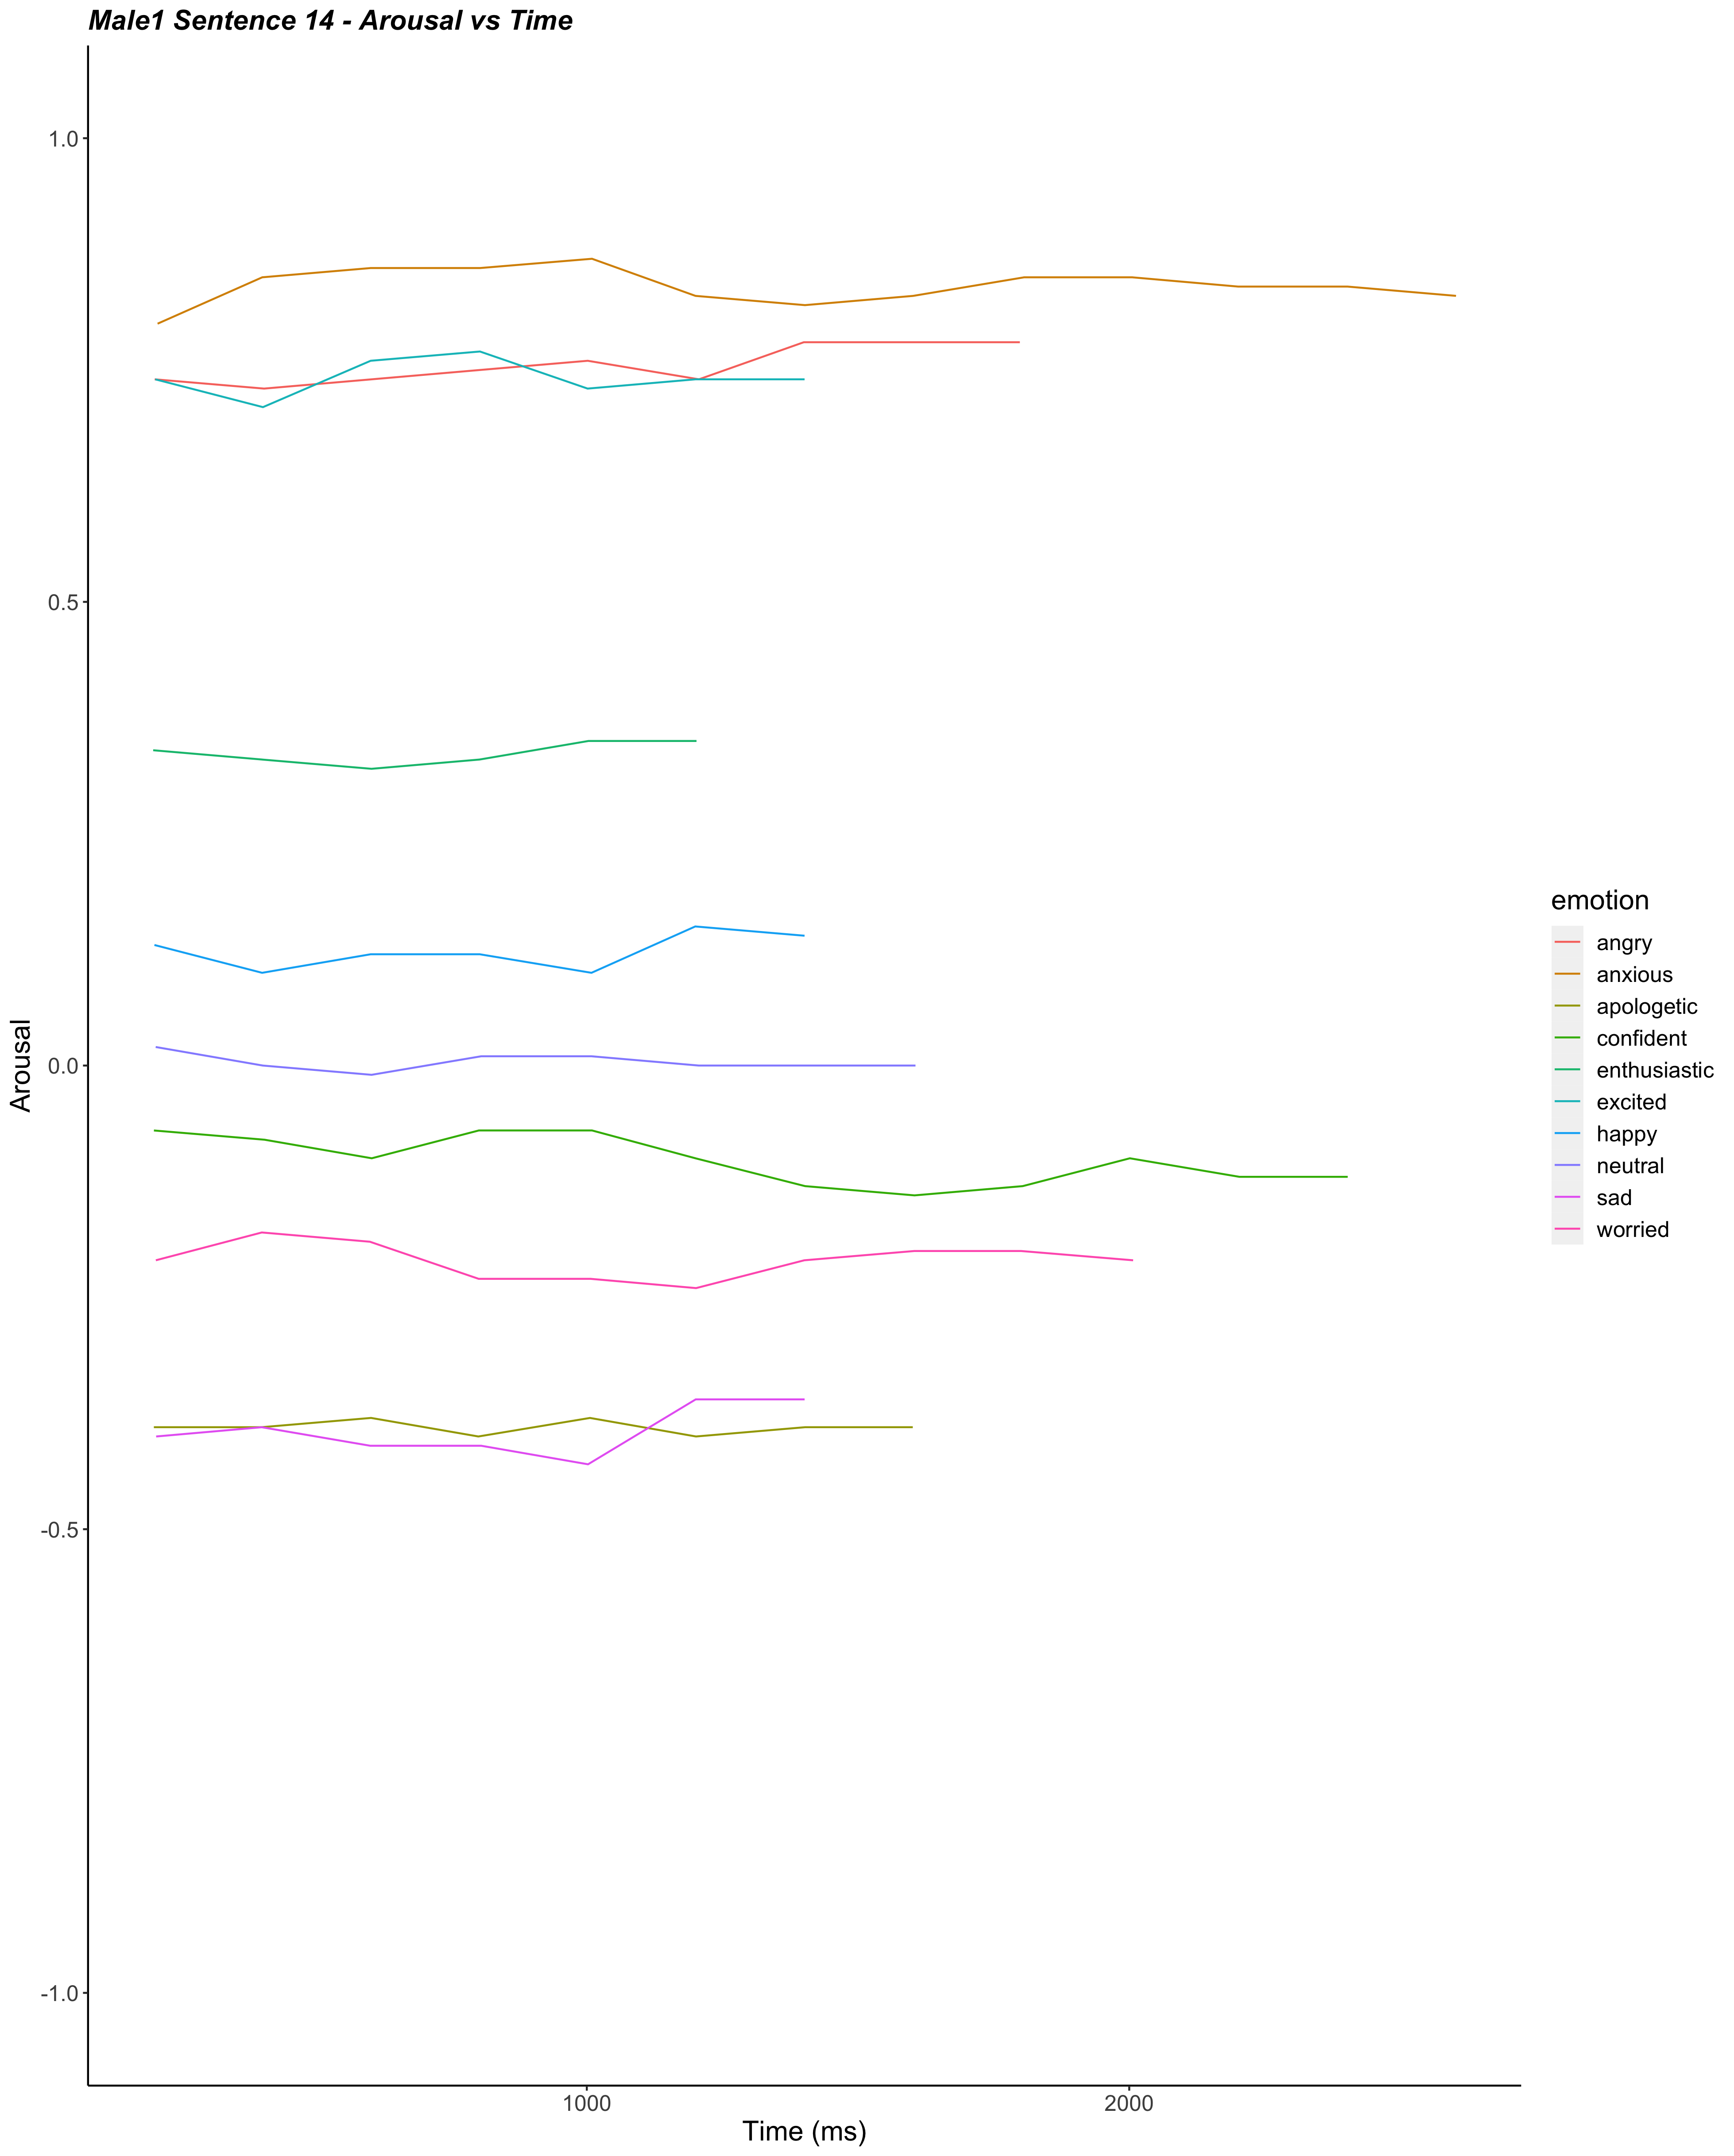 Male1 Sentence 14 - Arousal vs Time
1.0
0.5
0.0
-0.5
-1.0
Arousal
1000
2000
Time (ms)
emotion
angry
anxious
apologetic
confident
enthusiastic
excited
happy
neutral
sad
worried